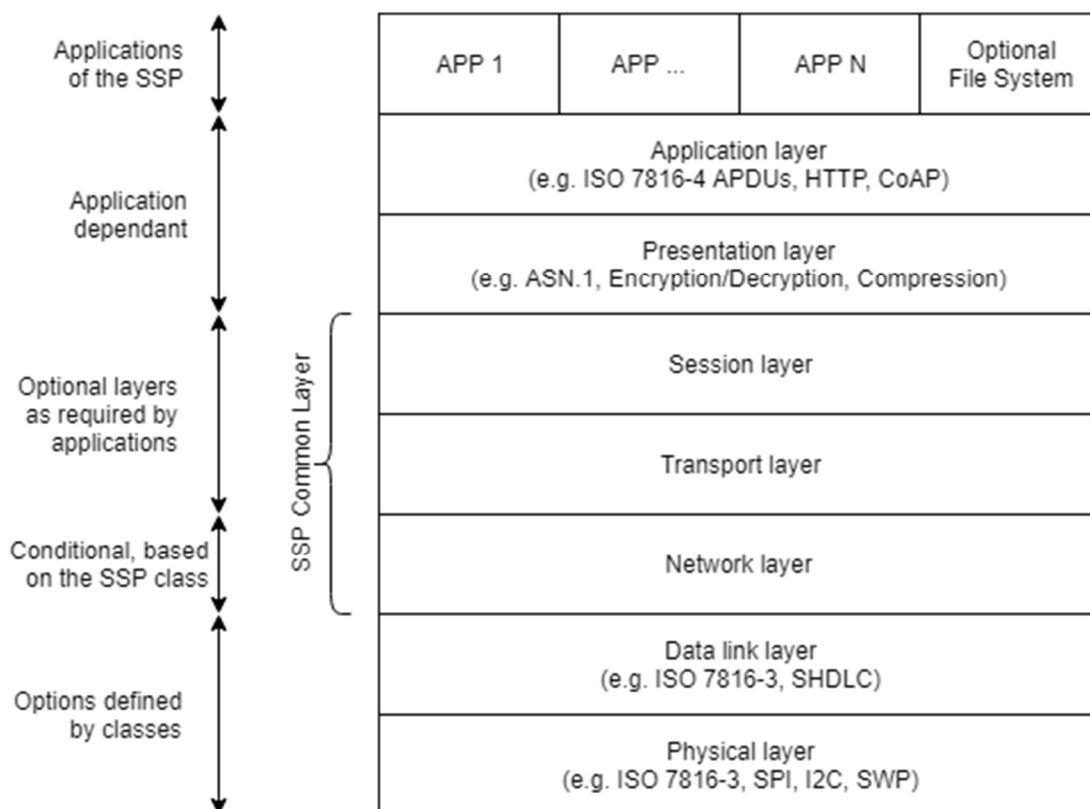 Applications
of the SSP
APP 1
APP ...
APP N
Optional
File System
Application
dependant
Application layer
(e.g. ISO 7816-4 APDUs, HTTP, CoAP)
Presentation layer
(e.g. ASN.1, Encryption/Decryption, Compression)
Optional layers
as required by
applications
SSP Common Layer
Session layer
Transport layer
Conditional, based
on the SSP class
Network layer
Options defined
by classes
Data link layer
(e.g. ISO 7816-3, SHDLC)
Physical layer
(e.g. ISO 7816-3, SPI, I2C, SWP)